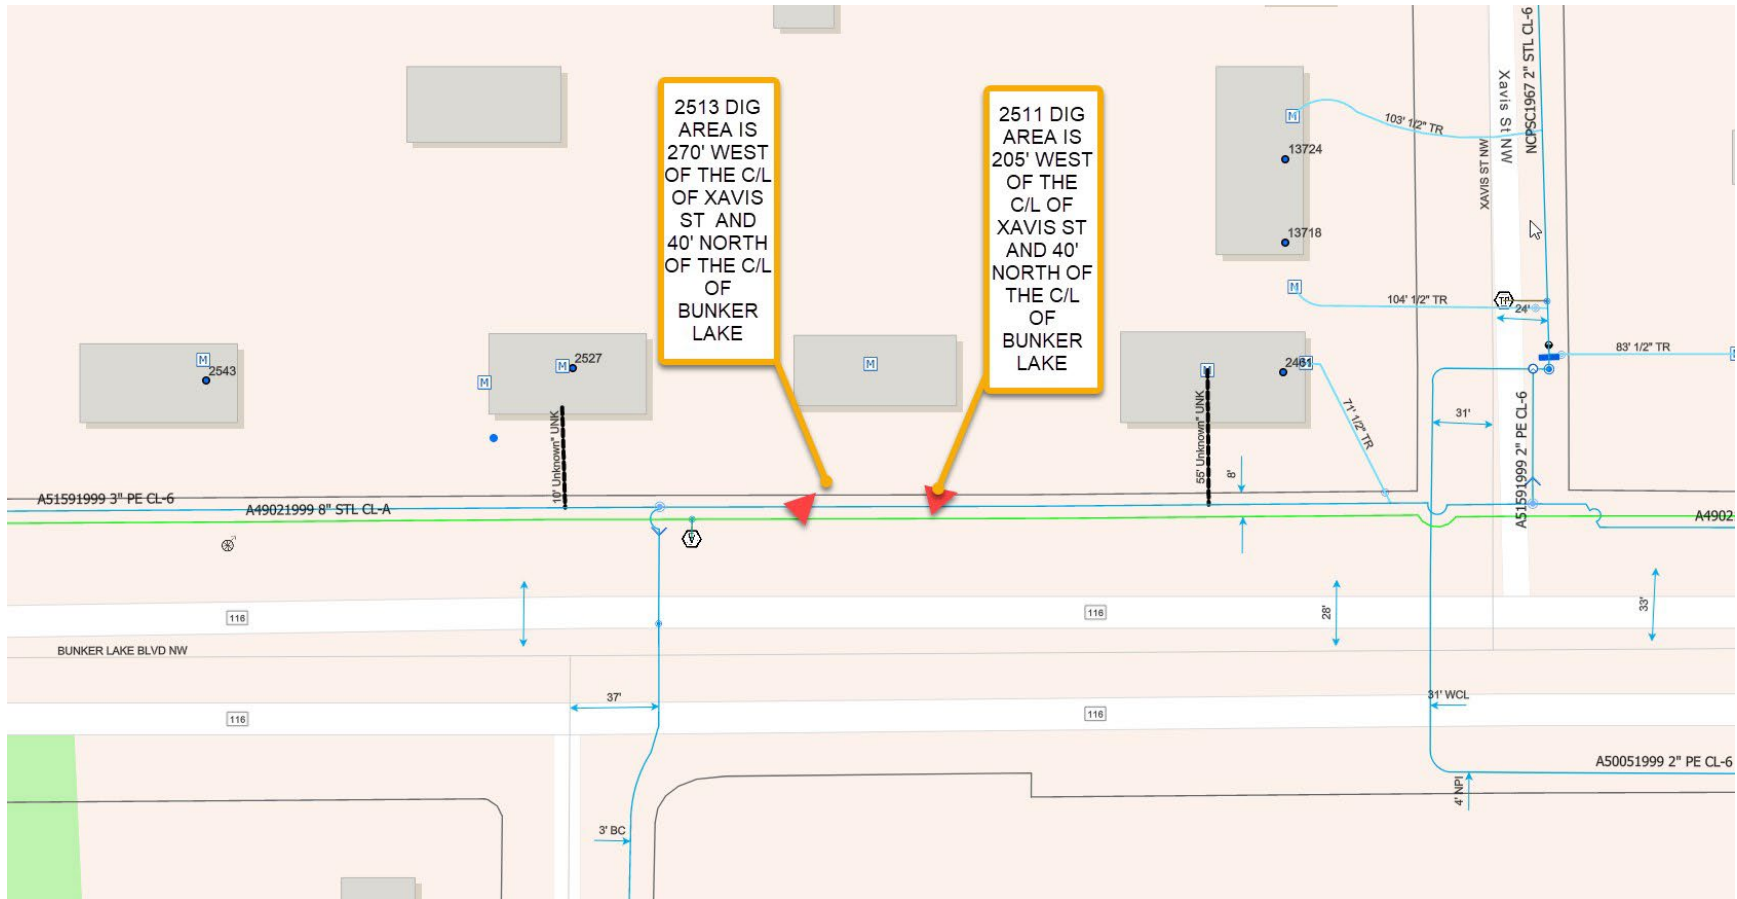 2513 DIG
AREA IS
270' WEST
OF THE C/L
OF XAVIS
ST AND
40' NORTH
OF THE C/L
OF
BUNKER
LAKE
2511 DIG
AREA IS
205' WEST
OF THE
C/L OF
XAVIS ST
AND 40'
NORTH OF
THE C/L
OF
BUNKER
LAKE
M
103' 1/2" TR
13724
13718
M
104' 1/2" TR
XAVIS ST NW
Xavis St NW
NCPSC1967 2" STL CL-6
TP
24'
83' 1/2" TR
M
2543
M
M
2527
M
M
2461
M
10' Unknown" UNK
55' Unknown" UNK
71' 1/2" TR
8'
31'
A51591999 2" PE CL-6
A51591999 3" PE CL-6
A49021999 8" STL CL-A
A4902
V
116
116
28'
33'
BUNKER LAKE BLVD NW
37'
31' WCL
116
116
A50051999 2" PE CL-6
4' NPI
3' BC